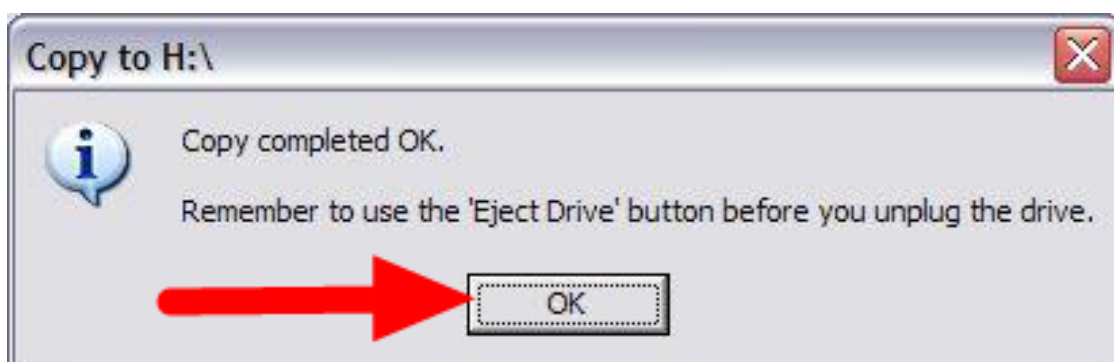 Copy to H:\
Copy completed OK.
Remember to use the 'Eject Drive' button before you unplug the drive.
OK